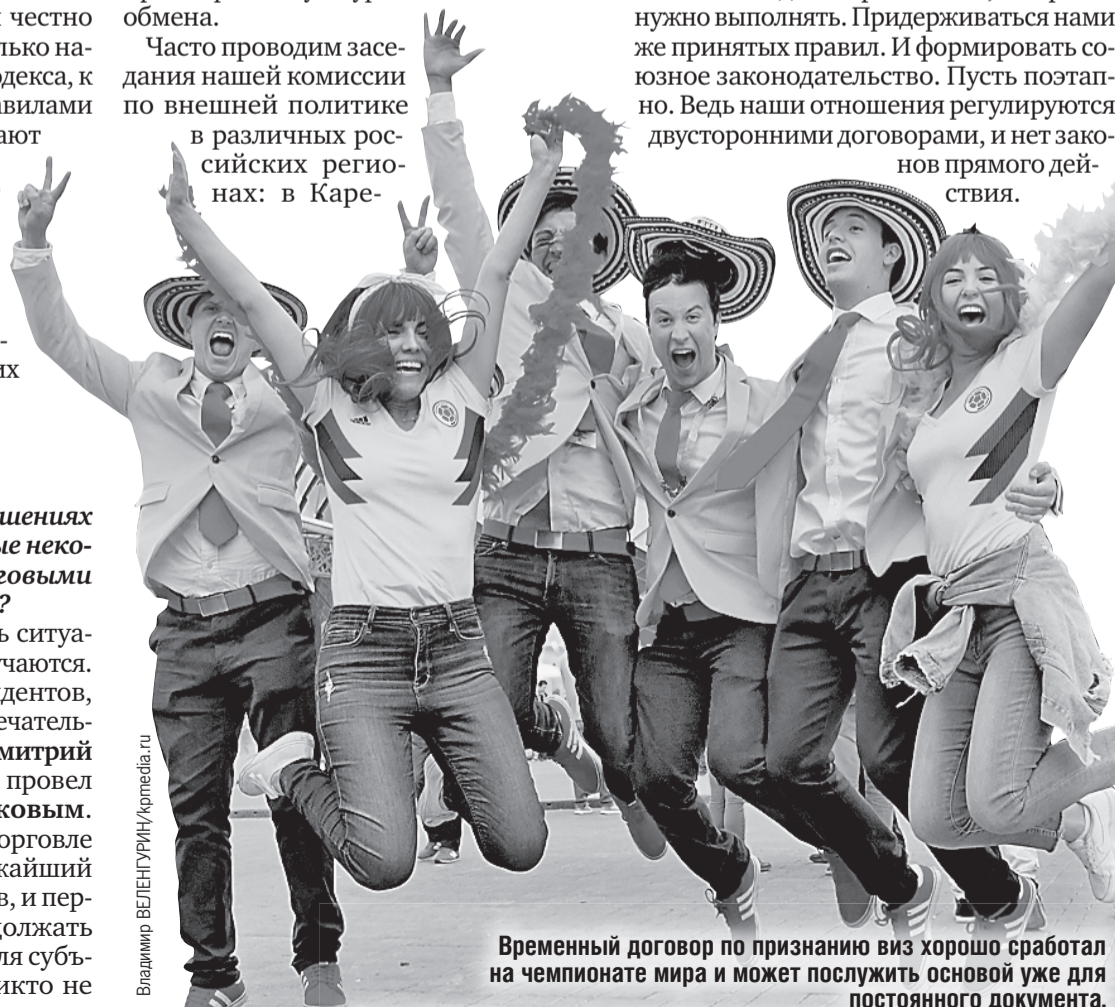 честно
лько на-
одекса, к
авилами
ают
-
их
шениях
ые неко-
говыми
?
ь ситуа-
чаются.
дентов,
ечатель-
митрий
провел
ковым.
орговле
жайший
в, и пер-
должать
ля субъ-
икто не
обмена.
Часто проводим засе-
дания нашей комиссии
по внешней политике
в различных рос-
сийских регио-
нах: в Каре-
нужно выполнять. Придерживаться нами
же принятых правил. И формировать со-
юзное законодательство. Пусть поэтап-
но. Ведь наши отношения регулируются
двусторонними договорами, и нет зако-
нов прямого дей-
ствия.
Владимир ВЕЛЕНГУРИН/kpmedia.ru
Временный договор по признанию виз хорошо сработал
на чемпионате мира и может послужить основой уже для
постоянного документа.